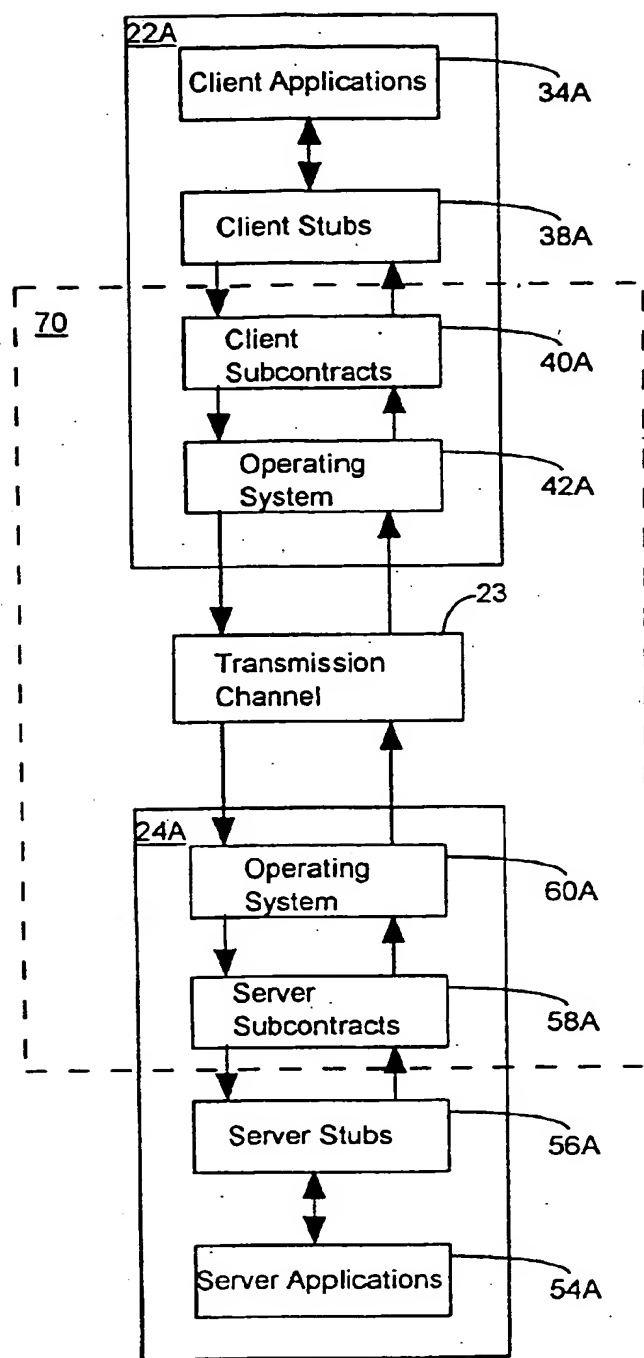 22A
Client Applications
34A
Client Stubs
38A
70
Client
Subcontracts
40A
Operating
System
42A
23
Transmission
Channel
24A
Operating
System
60A
Server
Subcontracts
58A
Server Stubs
56A
Server Applications
54A